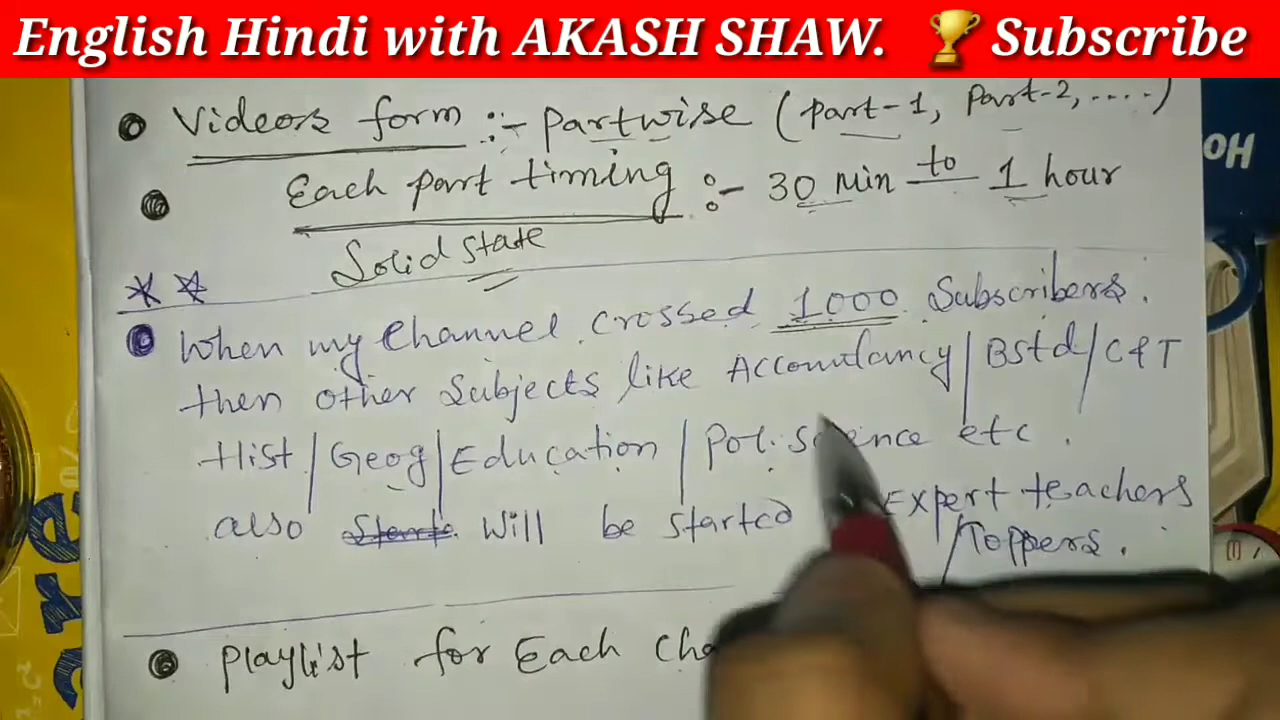 English Hindi with AKASH SHAW. 🏆 Subscribe
Videos form :- Partwise (Part-1, Part-2, ....)
Each part timing :- 30 Min to 1 hour
Solid State
When my Channel crossed 1000 Subscribers.
then other Subjects like Accountancy/Bstd/C&T
Hist/Geog/Education/Pol. Science etc.
also will be started Expert teachers
/Toppers.
Playlist for Each
are